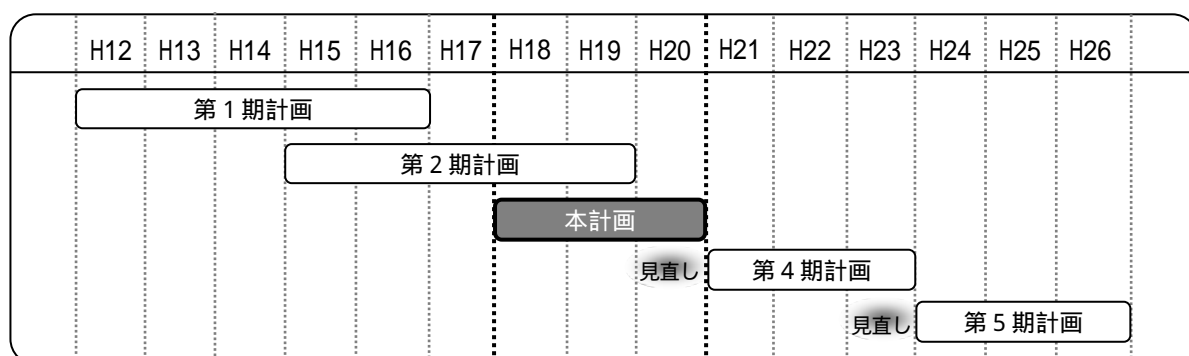 H12 H13 H14 H15 H16 H17 H18 H19 H20 H21 H22 H23 H24 H25 H26
第1期計画
第2期計画
本計画
見直し 第4期計画
見直し 第5期計画